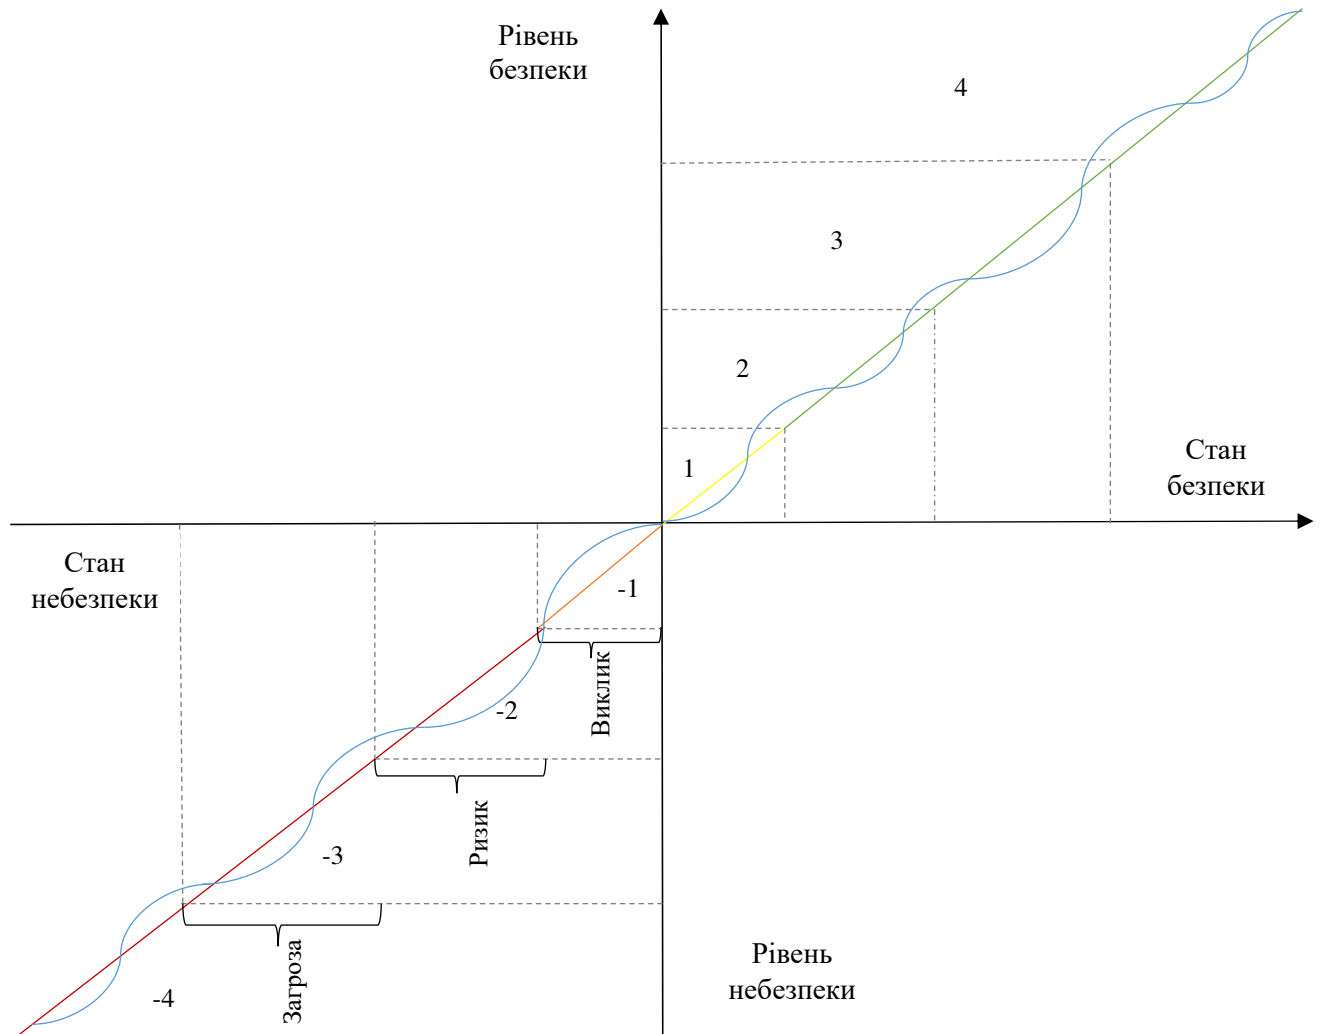 Рівень
безпеки
4
3
2
1
Стан
безпеки
Стан
небезпеки
-1
Виклик
-2
Ризик
-3
Загроза
-4
Рівень
небезпеки